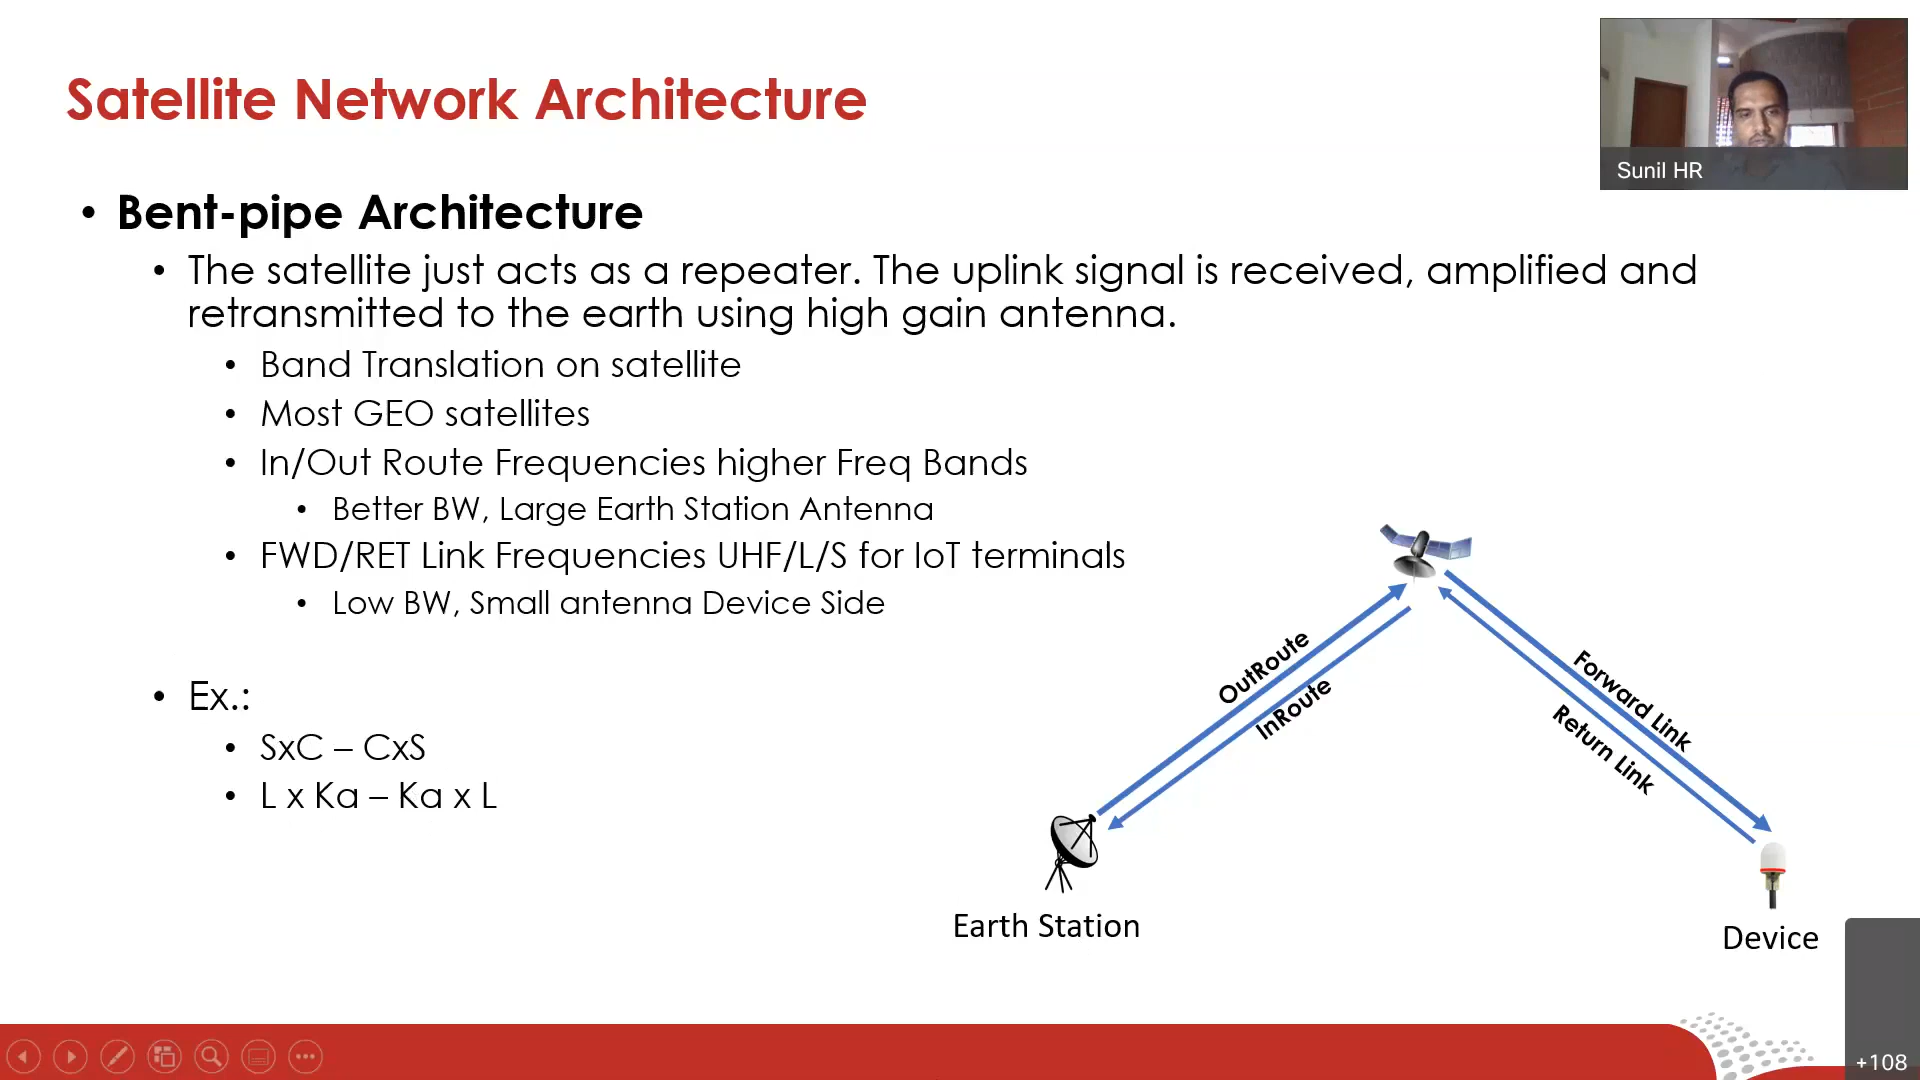 Satellite Network Architecture
Sunil HR
• Bent-pipe Architecture
• The satellite just acts as a repeater. The uplink signal is received, amplified and
retransmitted to the earth using high gain antenna.
• Band Translation on satellite
• Most GEO satellites
• In/Out Route Frequencies higher Freq Bands
• Better BW, Large Earth Station Antenna
• FWD/RET Link Frequencies UHF/L/S for IoT terminals
• Low BW, Small antenna Device Side
• Ex.:
• SxC – CxS
• L x Ka – Ka x L
OutRoute
InRoute
Forward Link
Return Link
Earth Station
Device
+108